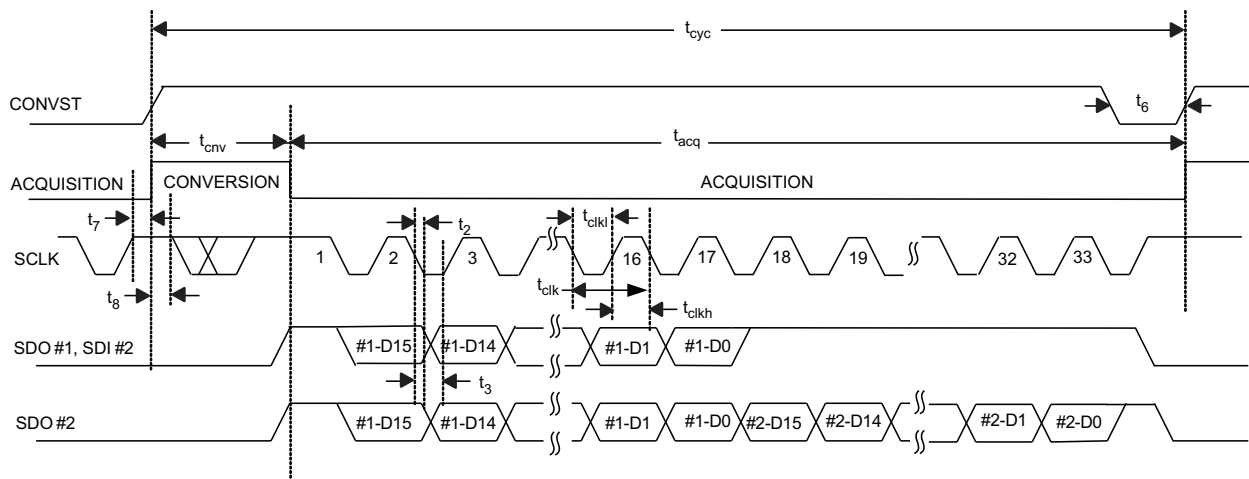 tcyc
CONVST
t6
tcnv
tacq
ACQUISITION
CONVERSION
ACQUISITION
t7
t2
tclkl
SCLK
1
2
3
16
17
18
19
32
33
t8
tclk
tclkh
SDO #1, SDI #2
#1-D15
#1-D14
#1-D1
#1-D0
t3
SDO #2
#1-D15
#1-D14
#1-D1
#1-D0
#2-D15
#2-D14
#2-D1
#2-D0